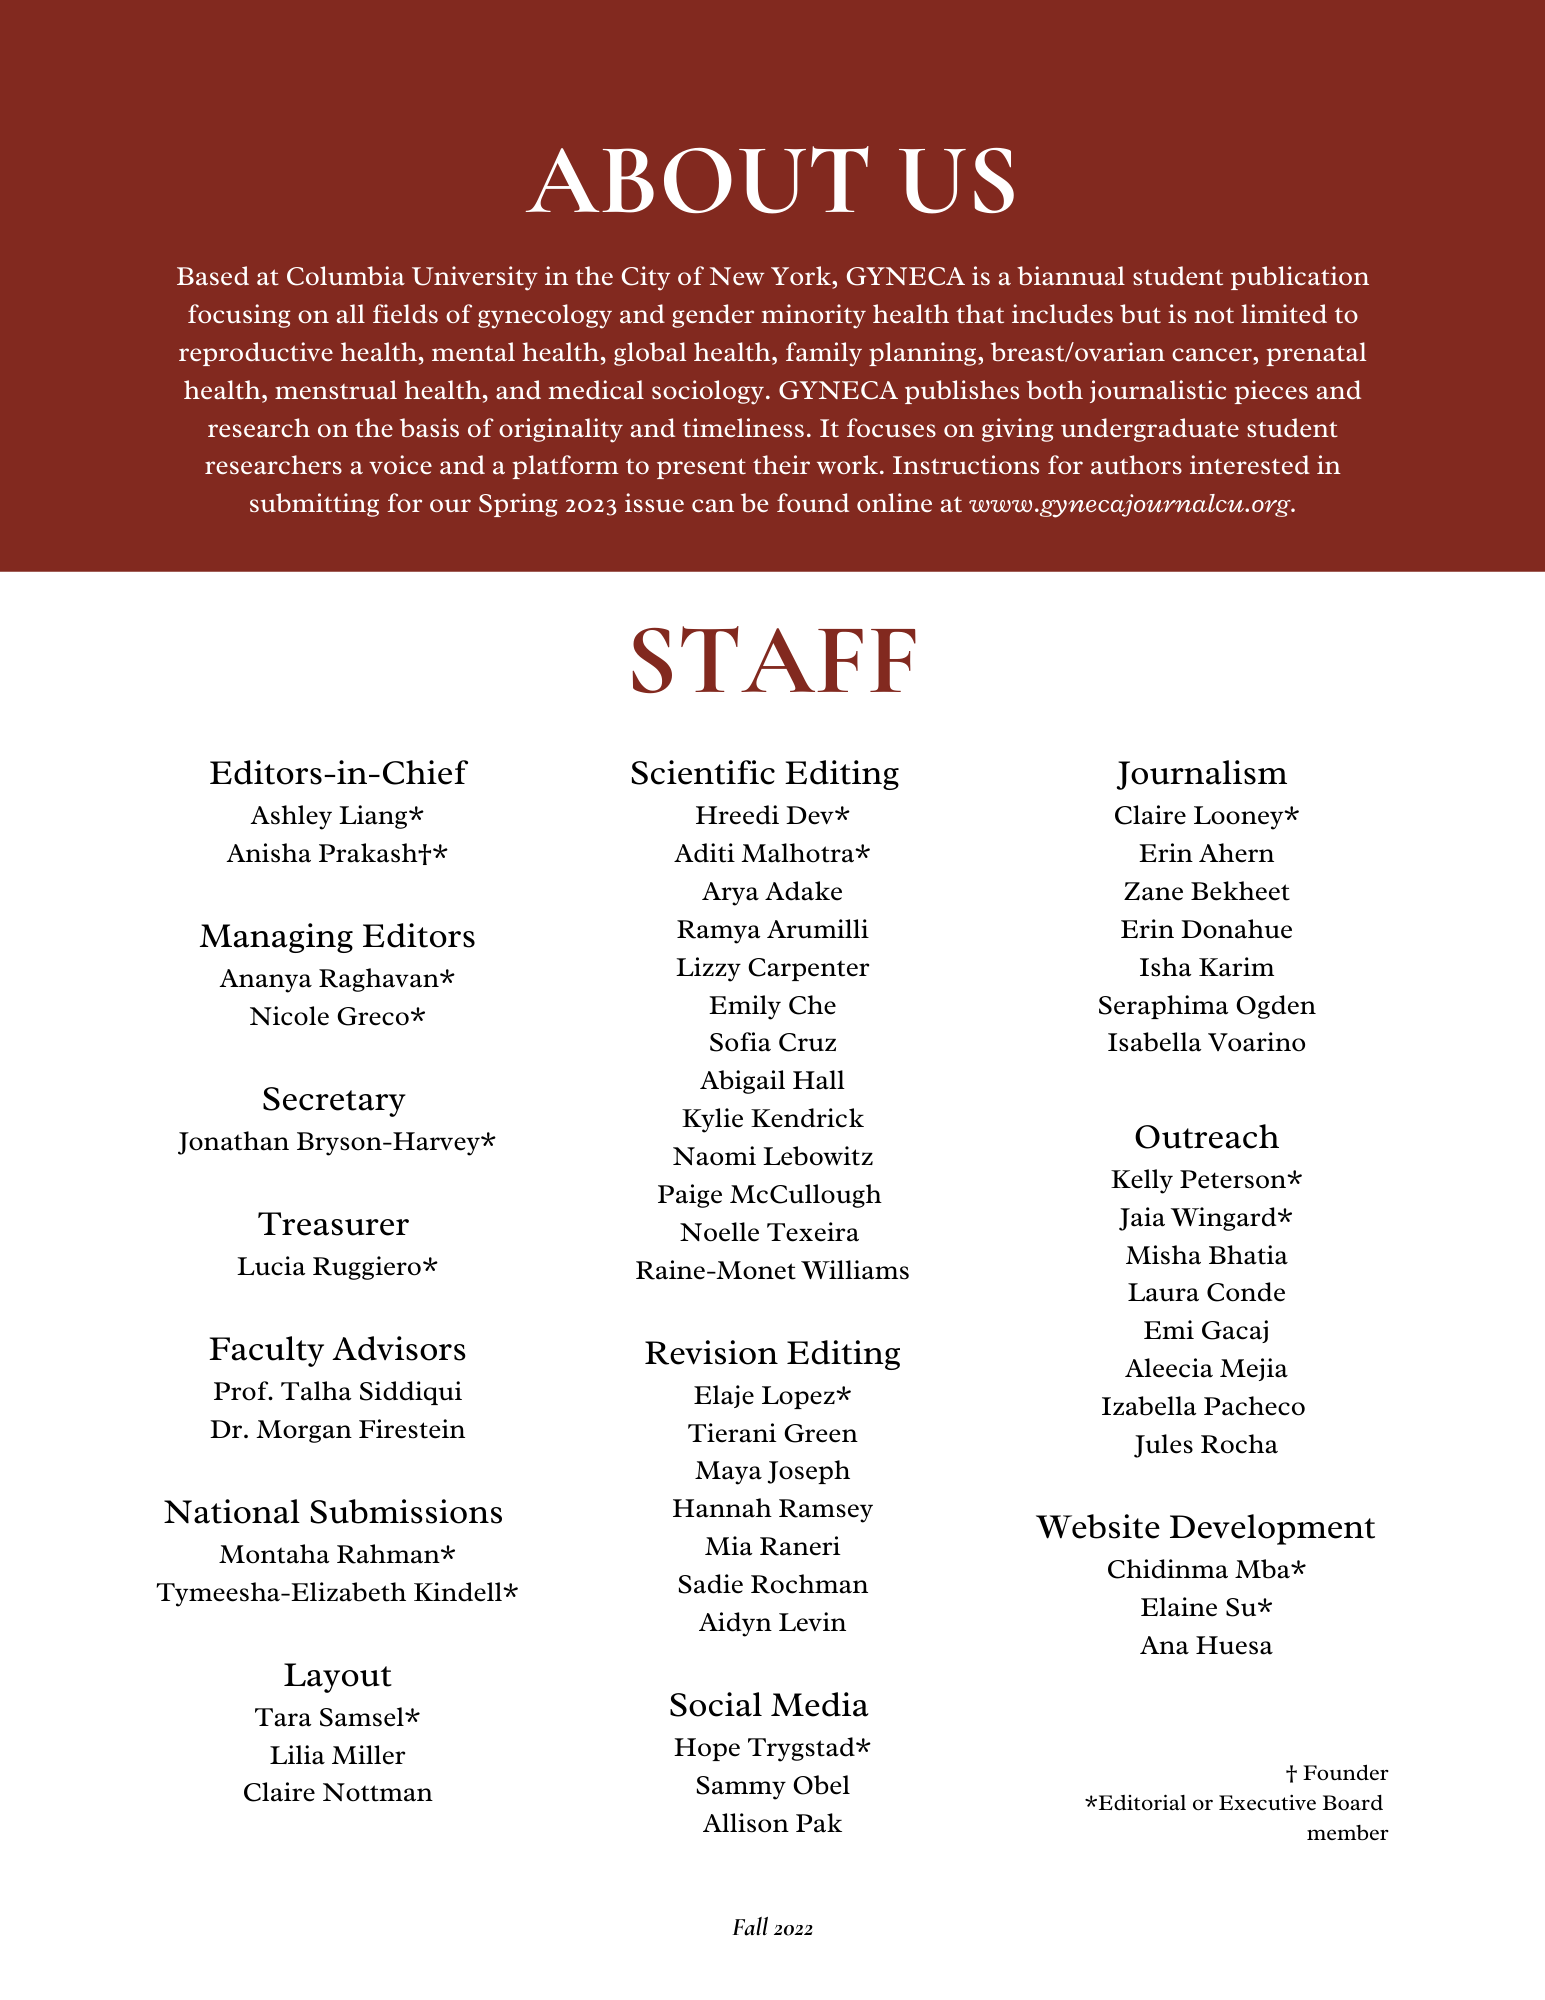 ABOUT US
Based at Columbia University in the City of New York, GYNECA is a biannual student publication
focusing on all fields of gynecology and gender minority health that includes but is not limited to
reproductive health, mental health, global health, family planning, breast/ovarian cancer, prenatal
health, menstrual health, and medical sociology. GYNECA publishes both journalistic pieces and
research on the basis of originality and timeliness. It focuses on giving undergraduate student
researchers a voice and a platform to present their work. Instructions for authors interested in
submitting for our Spring 2023 issue can be found online at www.gynecajournalcu.org.
STAFF
Editors-in-Chief
Ashley Liang*
Anisha Prakash†*
Managing Editors
Ananya Raghavan*
Nicole Greco*
Secretary
Jonathan Bryson-Harvey*
Treasurer
Lucia Ruggiero*
Faculty Advisors
Prof. Talha Siddiqui
Dr. Morgan Firestein
National Submissions
Montaha Rahman*
Tymeesha-Elizabeth Kindell*
Layout
Tara Samsel*
Lilia Miller
Claire Nottman
Scientific Editing
Hreedi Dev*
Aditi Malhotra*
Arya Adake
Ramya Arumilli
Lizzy Carpenter
Emily Che
Sofia Cruz
Abigail Hall
Kylie Kendrick
Naomi Lebowitz
Paige McCullough
Noelle Texeira
Raine-Monet Williams
Revision Editing
Elaje Lopez*
Tierani Green
Maya Joseph
Hannah Ramsey
Mia Raneri
Sadie Rochman
Aidyn Levin
Social Media
Hope Trygstad*
Sammy Obel
Allison Pak
Journalism
Claire Looney*
Erin Ahern
Zane Bekheet
Erin Donahue
Isha Karim
Seraphima Ogden
Isabella Voarino
Outreach
Kelly Peterson*
Jaia Wingard*
Misha Bhatia
Laura Conde
Emi Gacaj
Aleecia Mejia
Izabella Pacheco
Jules Rocha
Website Development
Chidinma Mba*
Elaine Su*
Ana Huesa
† Founder
*Editorial or Executive Board
member
Fall 2022